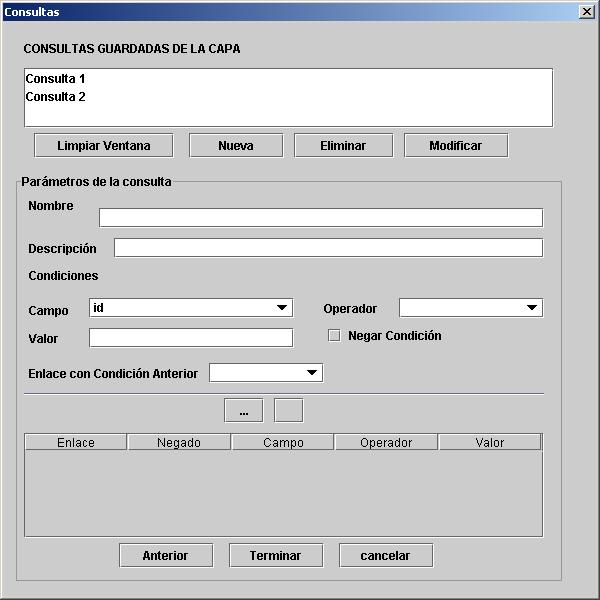 Consultas
CONSULTAS GUARDADAS DE LA CAPA
Consulta 1
Consulta 2
Limpiar Ventana Nueva Eliminar Modificar
Parámetros de la consulta
Nombre
Descripción
Condiciones
Campo id Operador
Valor Negar Condición
Enlace con Condición Anterior
...
Enlace Negado Campo Operador Valor
Anterior Terminar cancelar